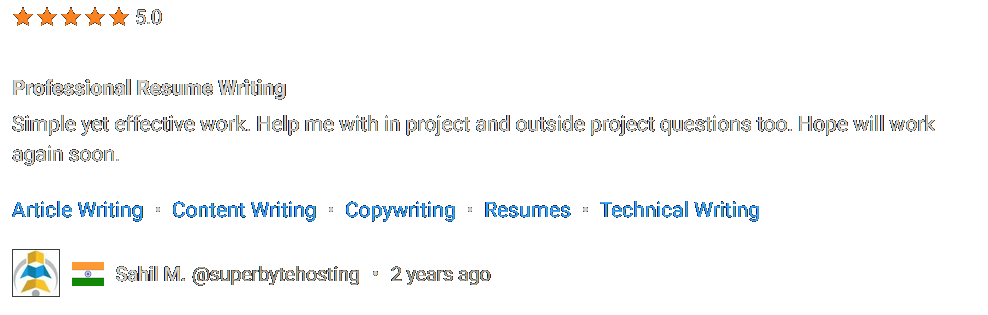 5.0
Professional Resume Writing
Simple yet effective work. Help me with in project and outside project questions too. Hope will work
again soon.
Article Writing • Content Writing • Copywriting • Resumes • Technical Writing
Sahil M. @superbytehosting • 2 years ago